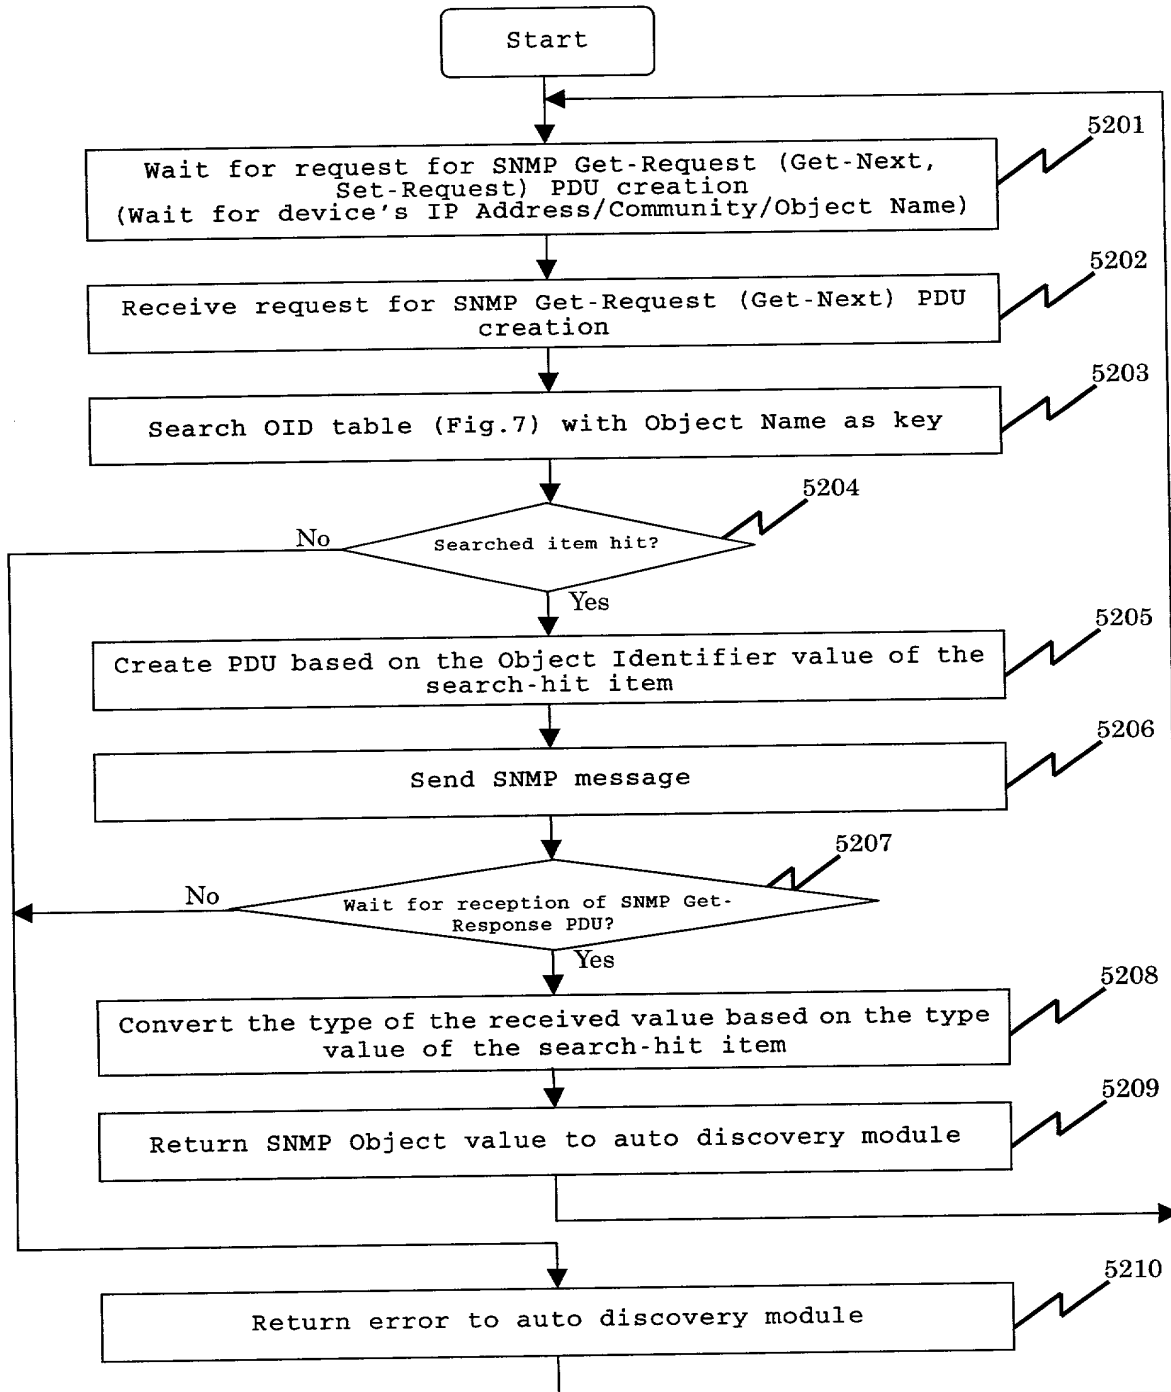 Start
5201
Wait for request for SNMP Get-Request (Get-Next,
Set-Request) PDU creation
(Wait for device's IP Address/Community/Object Name)
5202
Receive request for SNMP Get-Request (Get-Next) PDU
creation
5203
Search OID table (Fig.7) with Object Name as key
5204
No
Searched item hit?
Yes
5205
Create PDU based on the Object Identifier value of the
search-hit item
5206
Send SNMP message
5207
No
Wait for reception of SNMP Get-
Response PDU?
Yes
5208
Convert the type of the received value based on the type
value of the search-hit item
5209
Return SNMP Object value to auto discovery module
5210
Return error to auto discovery module